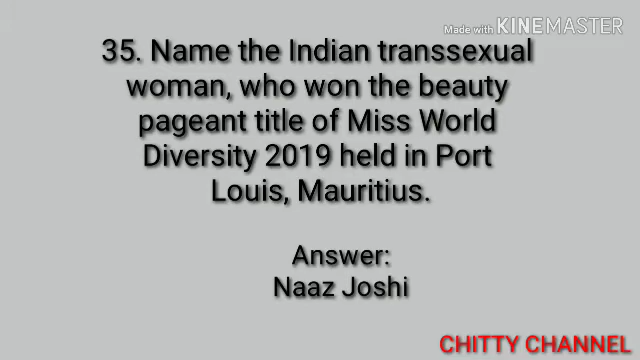 Made with KINEMASTER
35. Name the Indian transsexual
woman, who won the beauty
pageant title of Miss World
Diversity 2019 held in Port
Louis, Mauritius.
Answer:
Naaz Joshi
CHITTY CHANNEL